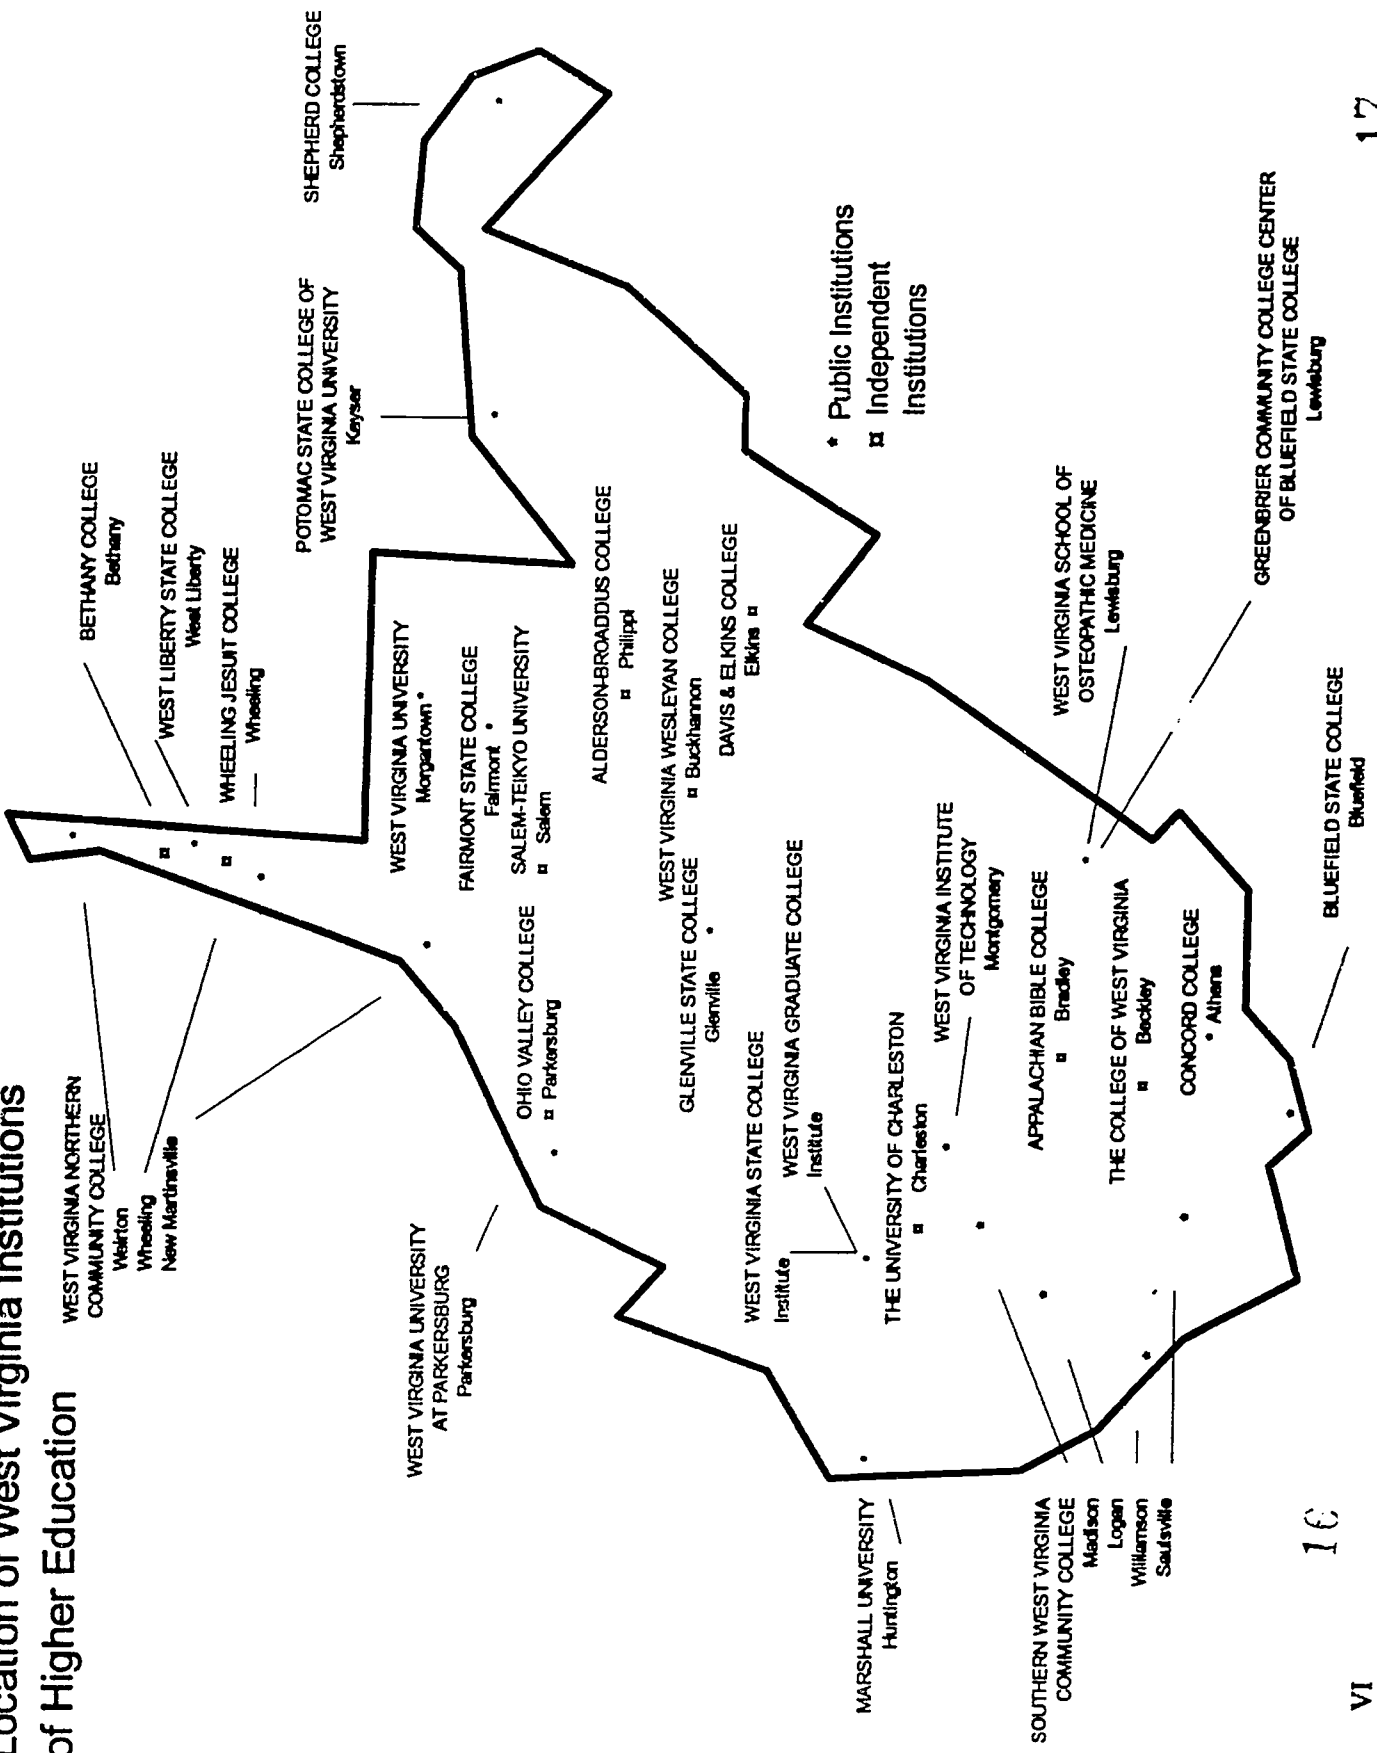 Location of West Virginia Institutions
of Higher Education
WEST VIRGINIA NORTHERN
COMMUNITY COLLEGE
Weirton
Wheeling
New Martinsville
BETHANY COLLEGE
Bethany
WEST LIBERTY STATE COLLEGE
West Liberty
WHEELING JESUIT COLLEGE
Wheeling
POTOMAC STATE COLLEGE OF
WEST VIRGINIA UNIVERSITY
Keyser
SHEPHERD COLLEGE
Shepherdstown
WEST VIRGINIA UNIVERSITY
Morgantown *
FAIRMONT STATE COLLEGE
Fairmont *
SALEM-TEIKYO UNIVERSITY
¤ Salem
WEST VIRGINIA UNIVERSITY
AT PARKERSBURG
Parkersburg
OHIO VALLEY COLLEGE
¤ Parkersburg
ALDERSON-BROADDUS COLLEGE
¤ Philippi
WEST VIRGINIA WESLEYAN COLLEGE
¤ Buckhannon
DAVIS & ELKINS COLLEGE
Elkins ¤
GLENVILLE STATE COLLEGE
Glenville *
WEST VIRGINIA STATE COLLEGE
Institute
WEST VIRGINIA GRADUATE COLLEGE
Institute
* Public Institutions
¤ Independent
Institutions
MARSHALL UNIVERSITY
Huntington
THE UNIVERSITY OF CHARLESTON
¤ Charleston
WEST VIRGINIA INSTITUTE
OF TECHNOLOGY
Montgomery
SOUTHERN WEST VIRGINIA
COMMUNITY COLLEGE
Madison
Logan
Williamson
Saulsville
APPALACHIAN BIBLE COLLEGE
¤ Bradley
THE COLLEGE OF WEST VIRGINIA
¤ Beckley
CONCORD COLLEGE
* Athens
WEST VIRGINIA SCHOOL OF
OSTEOPATHIC MEDICINE
Lewisburg
GREENBRIER COMMUNITY COLLEGE CENTER
OF BLUEFIELD STATE COLLEGE
Lewisburg
BLUEFIELD STATE COLLEGE
Bluefield
VI
16
17